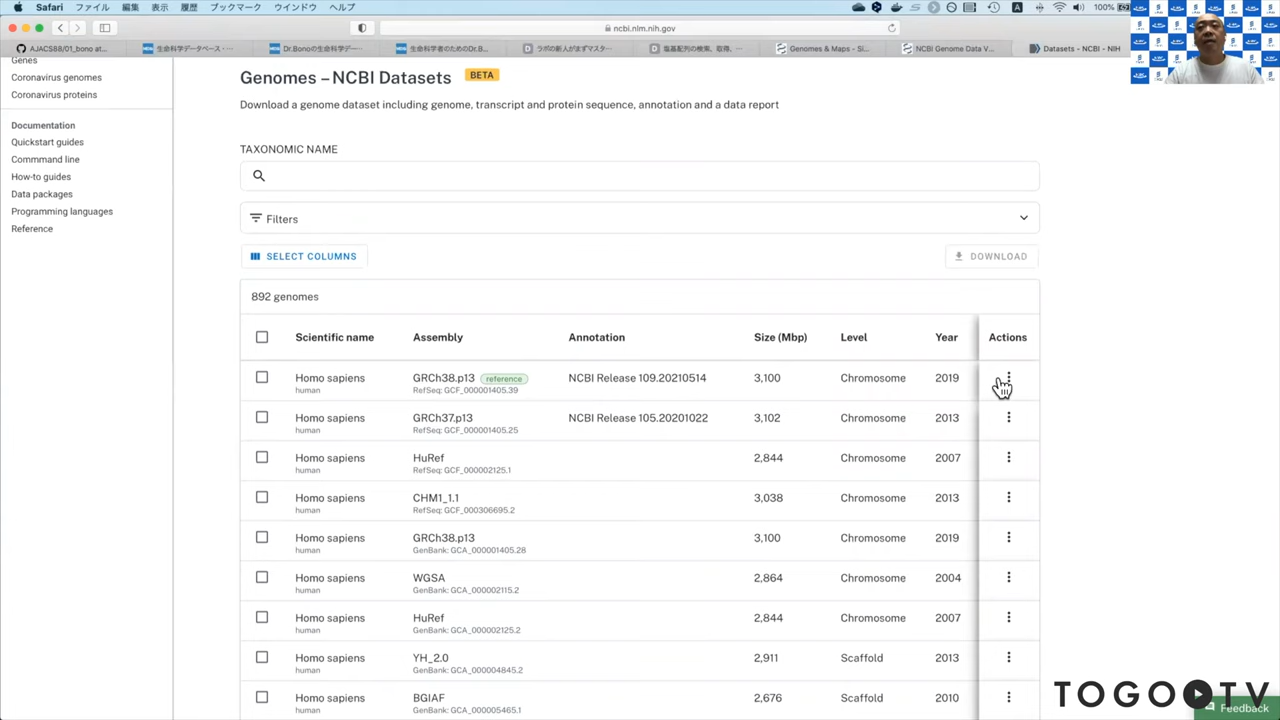 Safari ファイル 編集 表示 履歴 ブックマーク ウインドウ ヘルプ
100%
ncbi.nlm.nih.gov
AJACS88/01_bono at...
生命科学データベース・...
Dr.Bonoの生命科学デー...
生命科学者のためのDr.B...
ラボの新人がまずマスタ...
塩基配列の検索、取得、...
Genomes & Maps - Si...
NCBI Genome Data V...
Datasets - NCBI - NIH
Genes
Coronavirus genomes
Coronavirus proteins
Documentation
Quickstart guides
Commmand line
How-to guides
Data packages
Programming languages
Reference
Genomes – NCBI Datasets BETA
Download a genome dataset including genome, transcript and protein sequence, annotation and a data report
TAXONOMIC NAME
Filters
SELECT COLUMNS
DOWNLOAD
892 genomes
Scientific name Assembly Annotation Size (Mbp) Level Year Actions
Homo sapiens GRCh38.p13 reference NCBI Release 109.20210514 3,100 Chromosome 2019
human RefSeq: GCF_000001405.39
Homo sapiens GRCh37.p13 NCBI Release 105.20201022 3,102 Chromosome 2013
human RefSeq: GCF_000001405.25
Homo sapiens HuRef 2,844 Chromosome 2007
human RefSeq: GCF_000002125.1
Homo sapiens CHM1_1.1 3,038 Chromosome 2013
human RefSeq: GCF_000306695.2
Homo sapiens GRCh38.p13 3,100 Chromosome 2019
human GenBank: GCA_000001405.28
Homo sapiens WGSA 2,864 Chromosome 2004
human GenBank: GCA_000002115.2
Homo sapiens HuRef 2,844 Chromosome 2007
human GenBank: GCA_000002125.2
Homo sapiens YH_2.0 2,911 Scaffold 2013
human GenBank: GCA_000004845.2
Homo sapiens BGIAF 2,676 Scaffold 2010
human GenBank: GCA_000005465.1
TOGO TV
Feedback